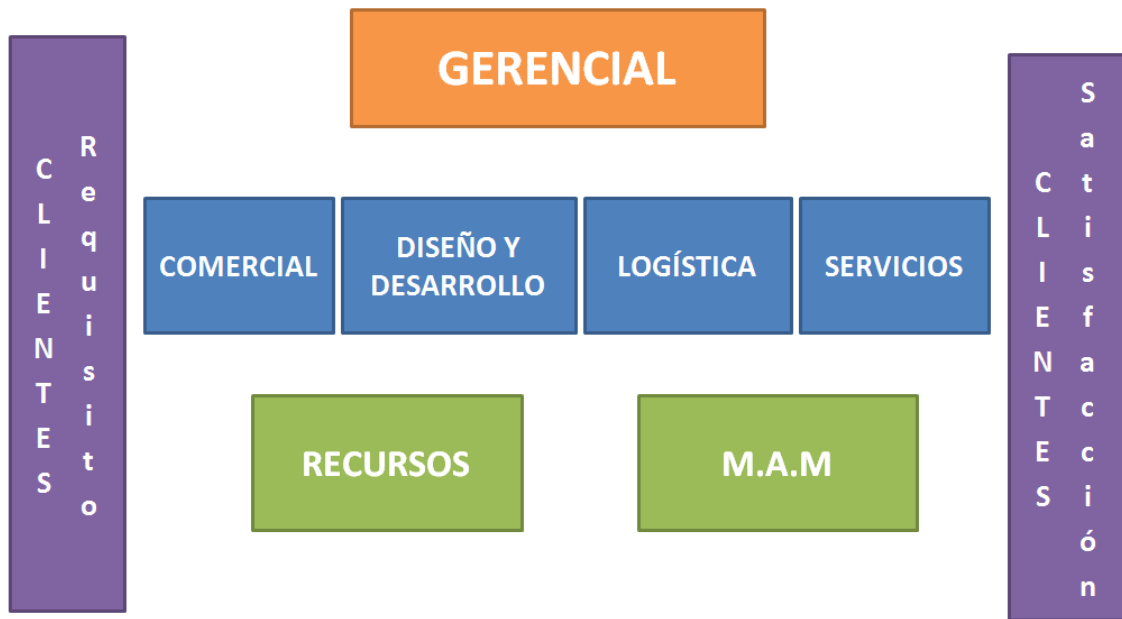 GERENCIAL
CLIENTES
Requisito
COMERCIAL
DISEÑO Y
DESARROLLO
LOGÍSTICA
SERVICIOS
RECURSOS
M.A.M
CLIENTES
Satisfacción